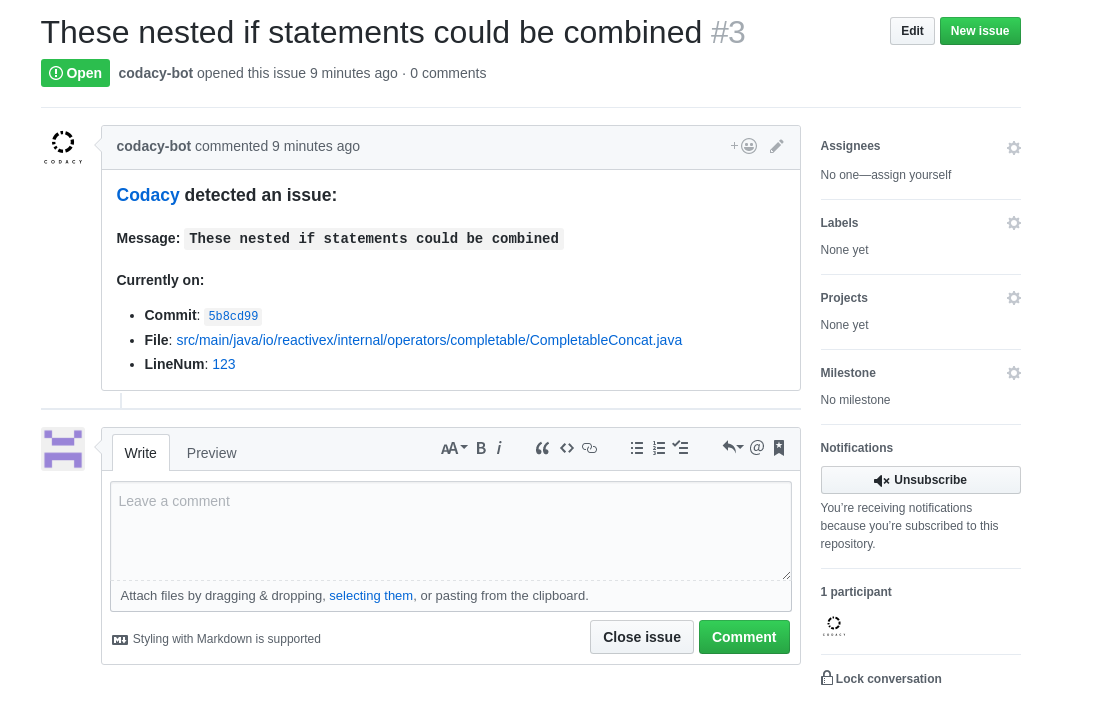 These nested if statements could be combined #3
Edit
New issue
Open
codacy-bot opened this issue 9 minutes ago · 0 comments
CODACY
codacy-bot commented 9 minutes ago
+
Codacy detected an issue:
Message: These nested if statements could be combined
Currently on:
• Commit: 5b8cd99
• File: src/main/java/io/reactivex/internal/operators/completable/CompletableConcat.java
• LineNum: 123
Write
Preview
AA B i
Leave a comment
Attach files by dragging & dropping, selecting them, or pasting from the clipboard.
Styling with Markdown is supported
Close issue
Comment
Assignees
No one—assign yourself
Labels
None yet
Projects
None yet
Milestone
No milestone
Notifications
Unsubscribe
You’re receiving notifications
because you’re subscribed to this
repository.
1 participant
CODACY
Lock conversation